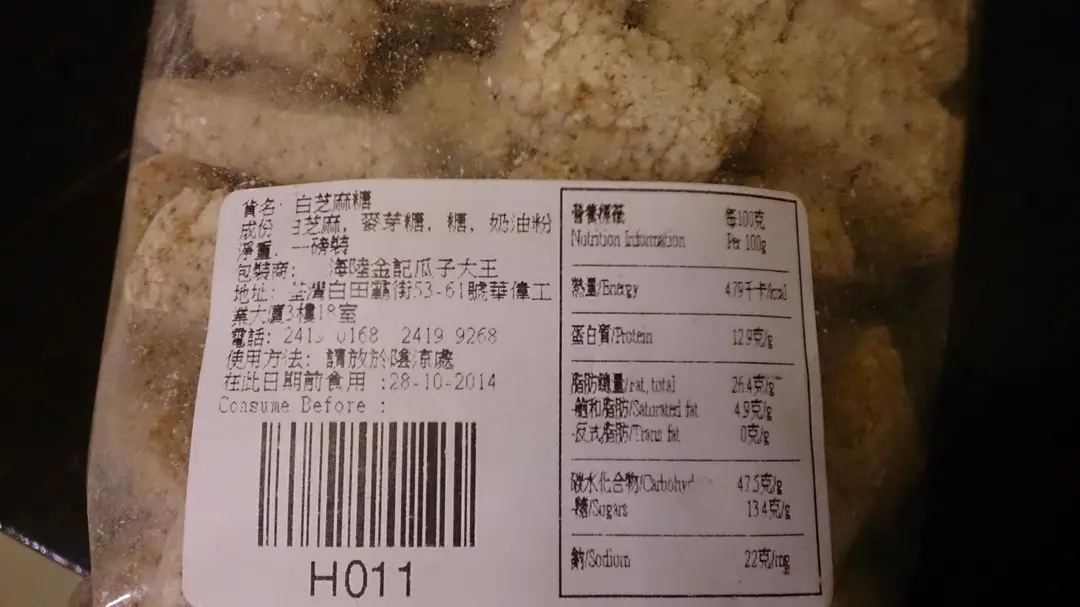 貨名: 白芝麻糖
成份 芝麻, 麥芽糖, 糖, 奶油粉
淨重: 一磅裝
包裝商: 海陸金記瓜子大王
地址: 荃灣白田霸街53-61號華偉工
業大廈3樓18室
電話: 0168 2419 9268
使用方法: 請放於陰涼處
在此日期前食用 :28-10-2014
Consume Before :
H011
營養標籤 每100克
Nutrition Information Per 100g
熱量/Energy 479千卡/kcal
蛋白質/Protein 12.9克/g
脂肪總量/Fat, total 26.4克/g
-飽和脂肪/Saturated fat 4.9克/g
-反式脂肪/Trans fat 0克/g
碳水化合物/Carbohyd 47.5克/g
-糖/Sugars 13.4克/g
鈉/Sodium 22克/mg